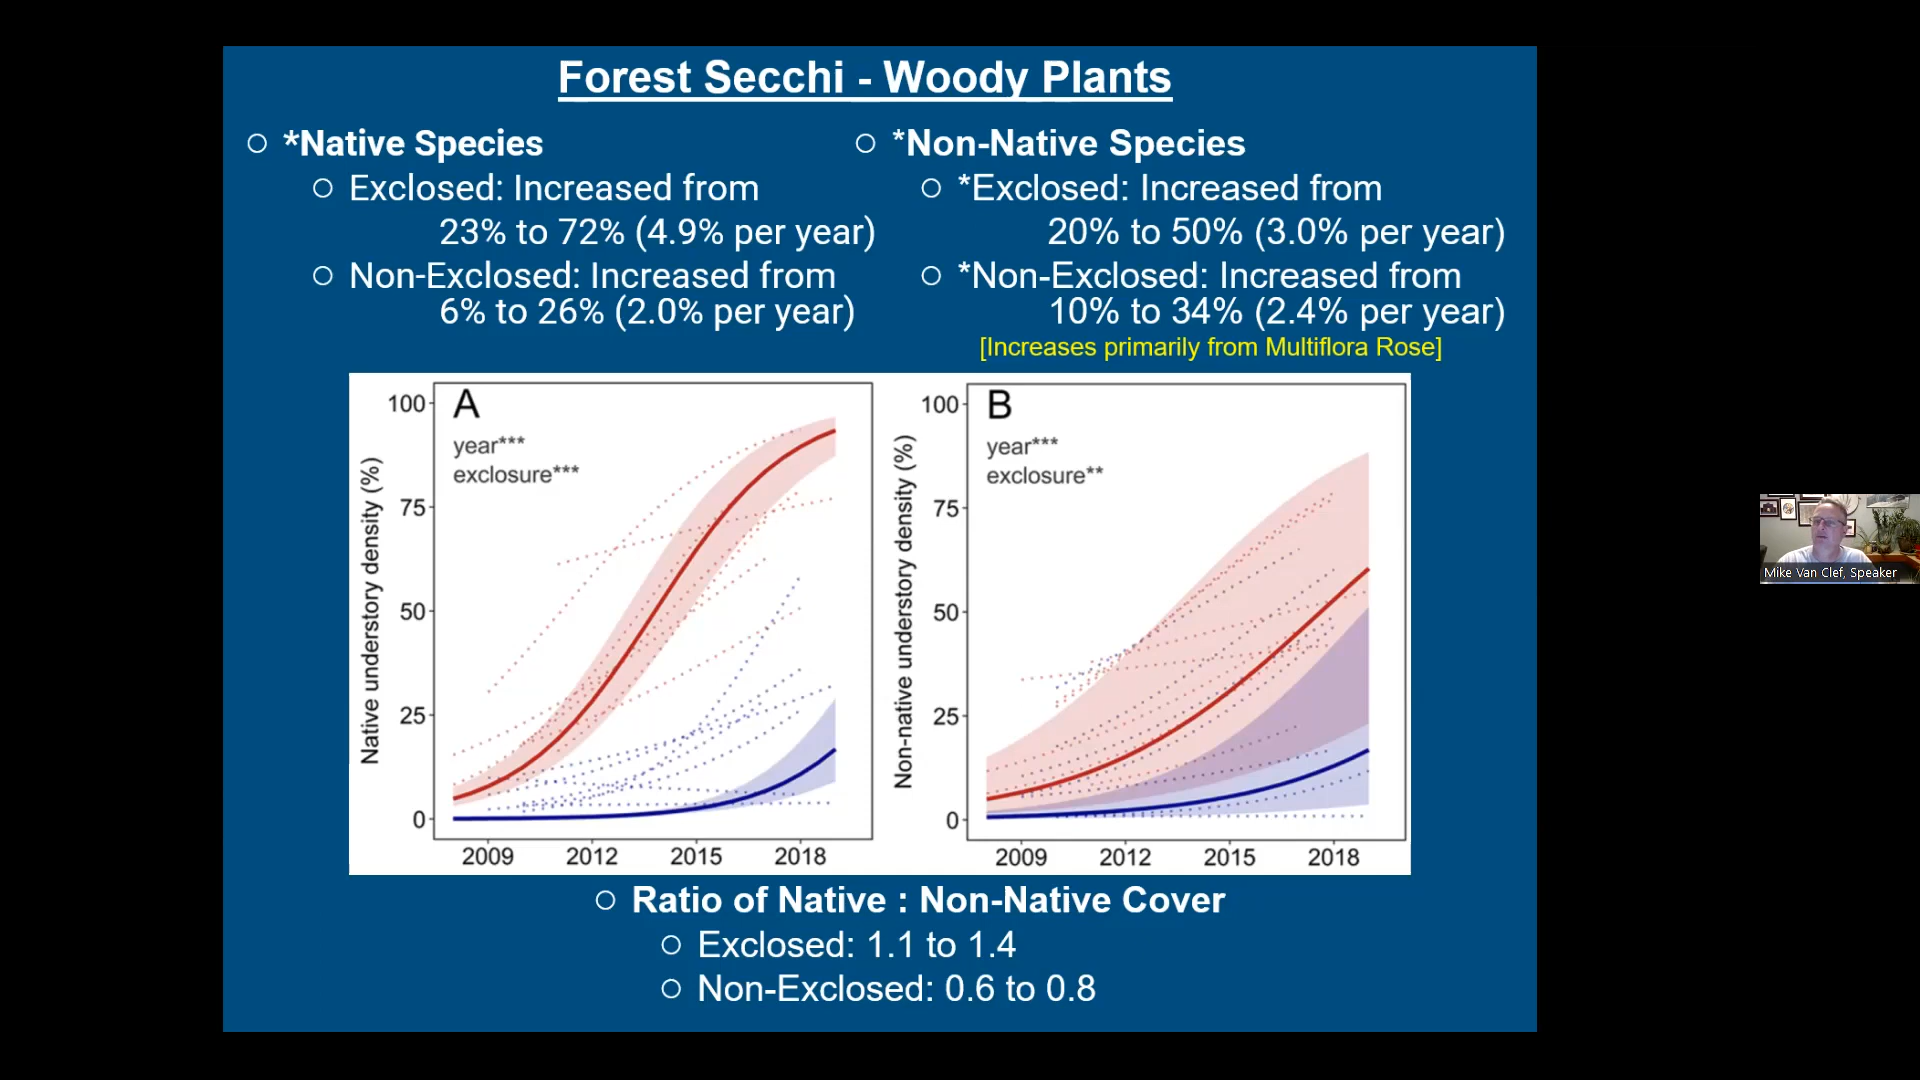 Forest Secchi - Woody Plants
*Native Species
Exclosed: Increased from
23% to 72% (4.9% per year)
Non-Exclosed: Increased from
6% to 26% (2.0% per year)
*Non-Native Species
*Exclosed: Increased from
20% to 50% (3.0% per year)
*Non-Exclosed: Increased from
10% to 34% (2.4% per year)
[Increases primarily from Multiflora Rose]
A
year***
exclosure***
Native understory density (%)
100
75
50
25
0
2009 2012 2015 2018
B
year***
exclosure**
Non-native understory density (%)
100
75
50
25
0
2009 2012 2015 2018
Ratio of Native : Non-Native Cover
Exclosed: 1.1 to 1.4
Non-Exclosed: 0.6 to 0.8
Mike Van Clef, Speaker